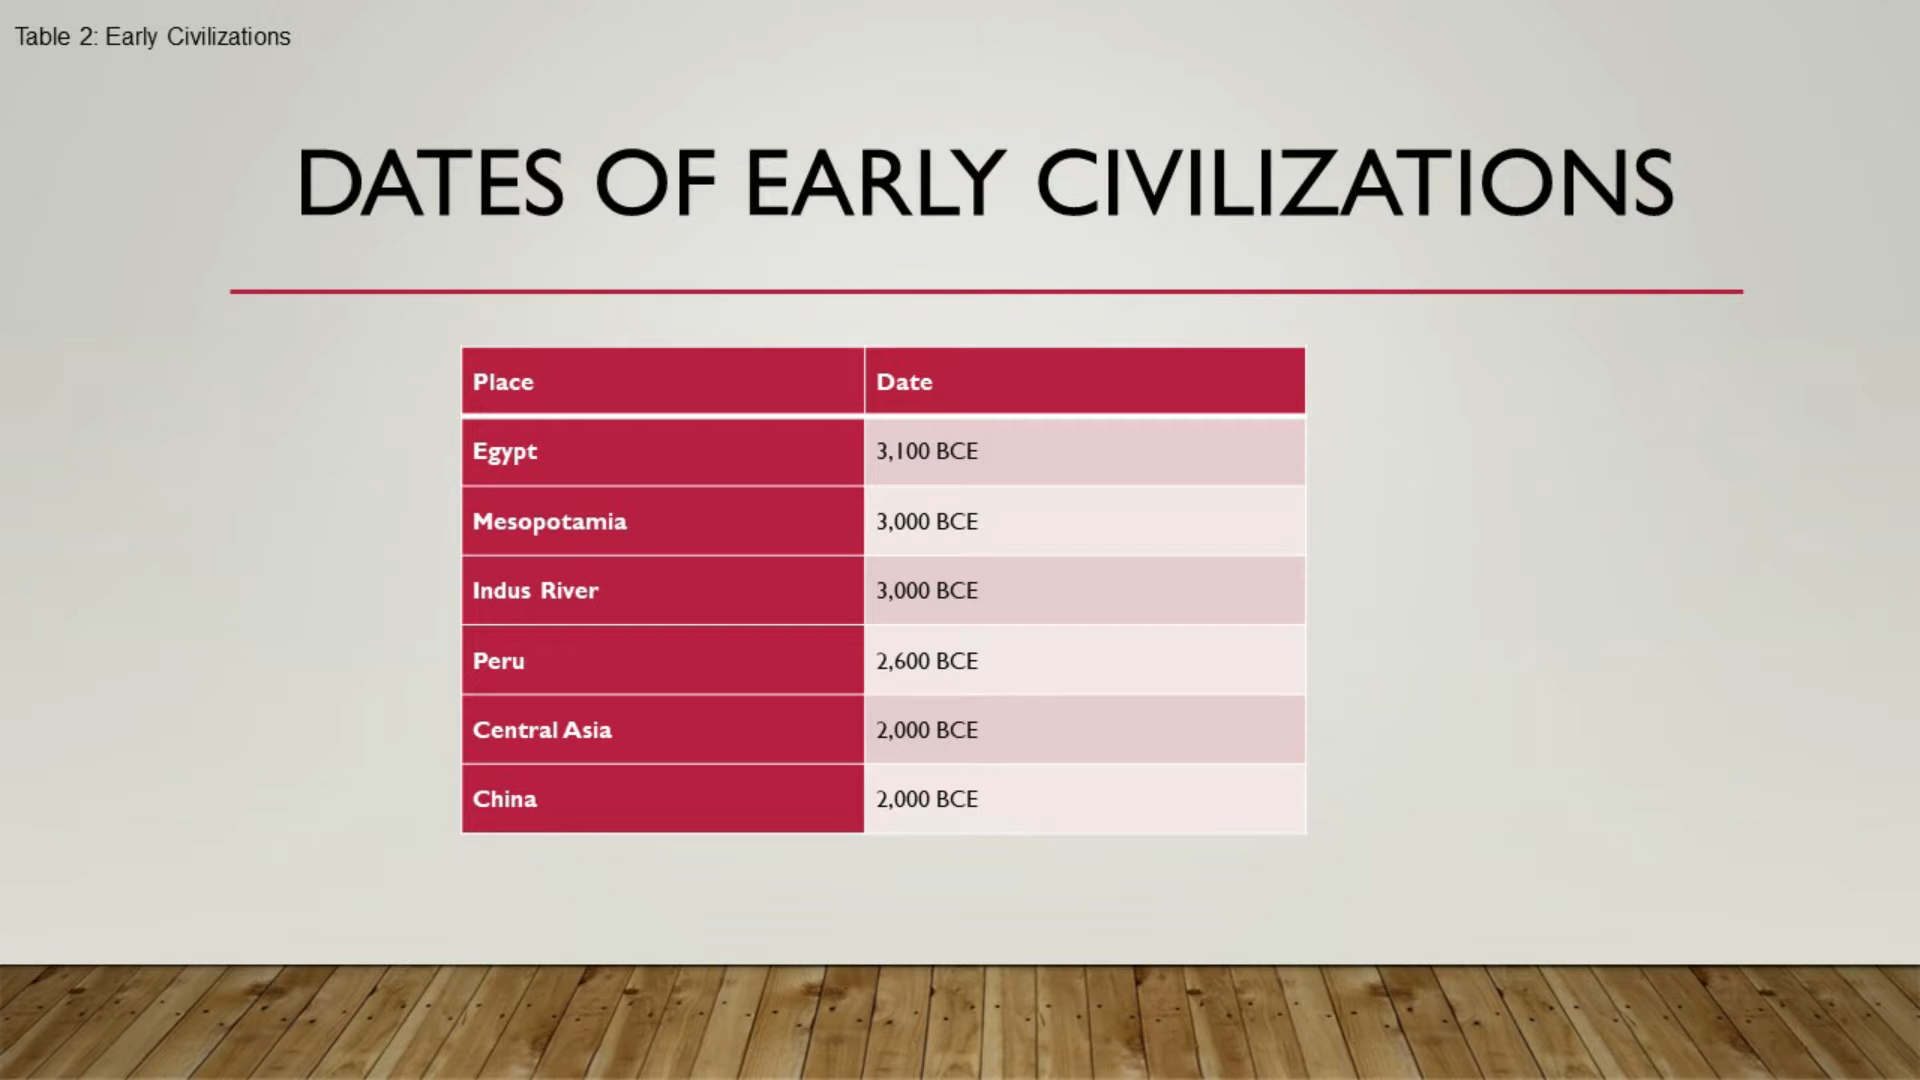 Table 2: Early Civilizations
DATES OF EARLY CIVILIZATIONS
Place Date
Egypt 3,100 BCE
Mesopotamia 3,000 BCE
Indus River 3,000 BCE
Peru 2,600 BCE
Central Asia 2,000 BCE
China 2,000 BCE